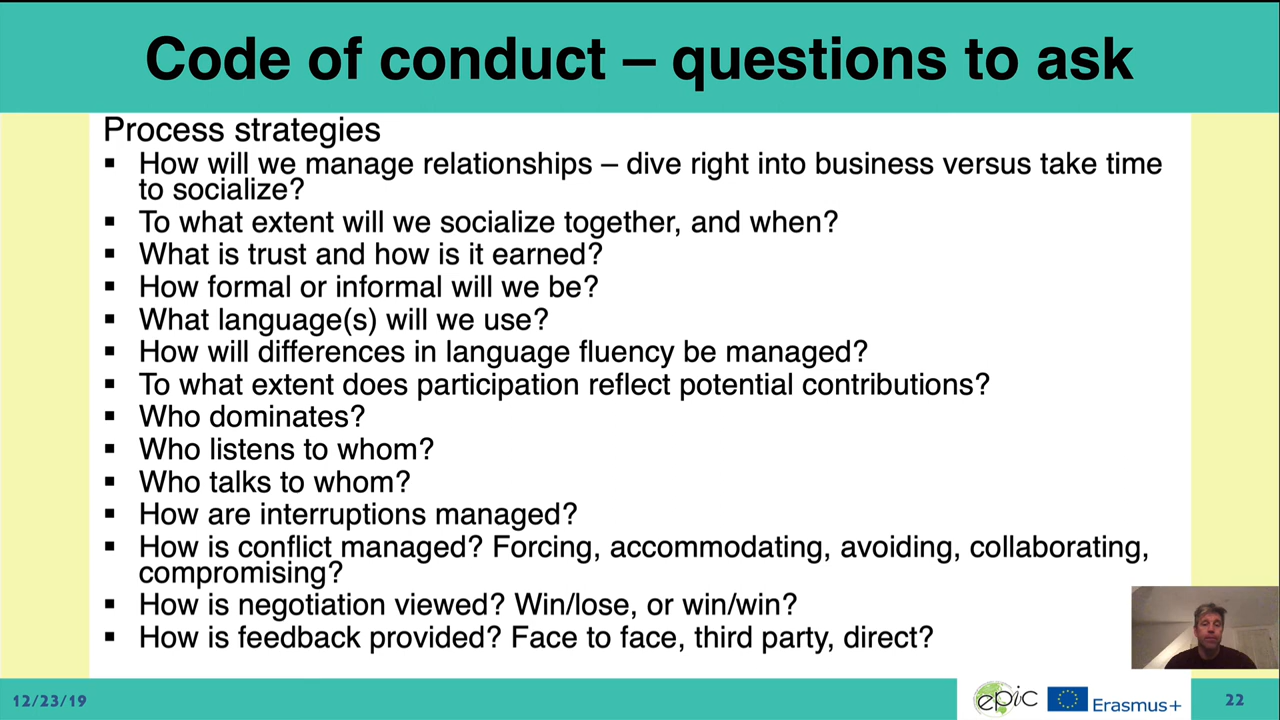 Code of conduct – questions to ask
Process strategies
▪ How will we manage relationships – dive right into business versus take time
to socialize?
▪ To what extent will we socialize together, and when?
▪ What is trust and how is it earned?
▪ How formal or informal will we be?
▪ What language(s) will we use?
▪ How will differences in language fluency be managed?
▪ To what extent does participation reflect potential contributions?
▪ Who dominates?
▪ Who listens to whom?
▪ Who talks to whom?
▪ How are interruptions managed?
▪ How is conflict managed? Forcing, accommodating, avoiding, collaborating,
compromising?
▪ How is negotiation viewed? Win/lose, or win/win?
▪ How is feedback provided? Face to face, third party, direct?
12/23/19
epic
Erasmus+
22